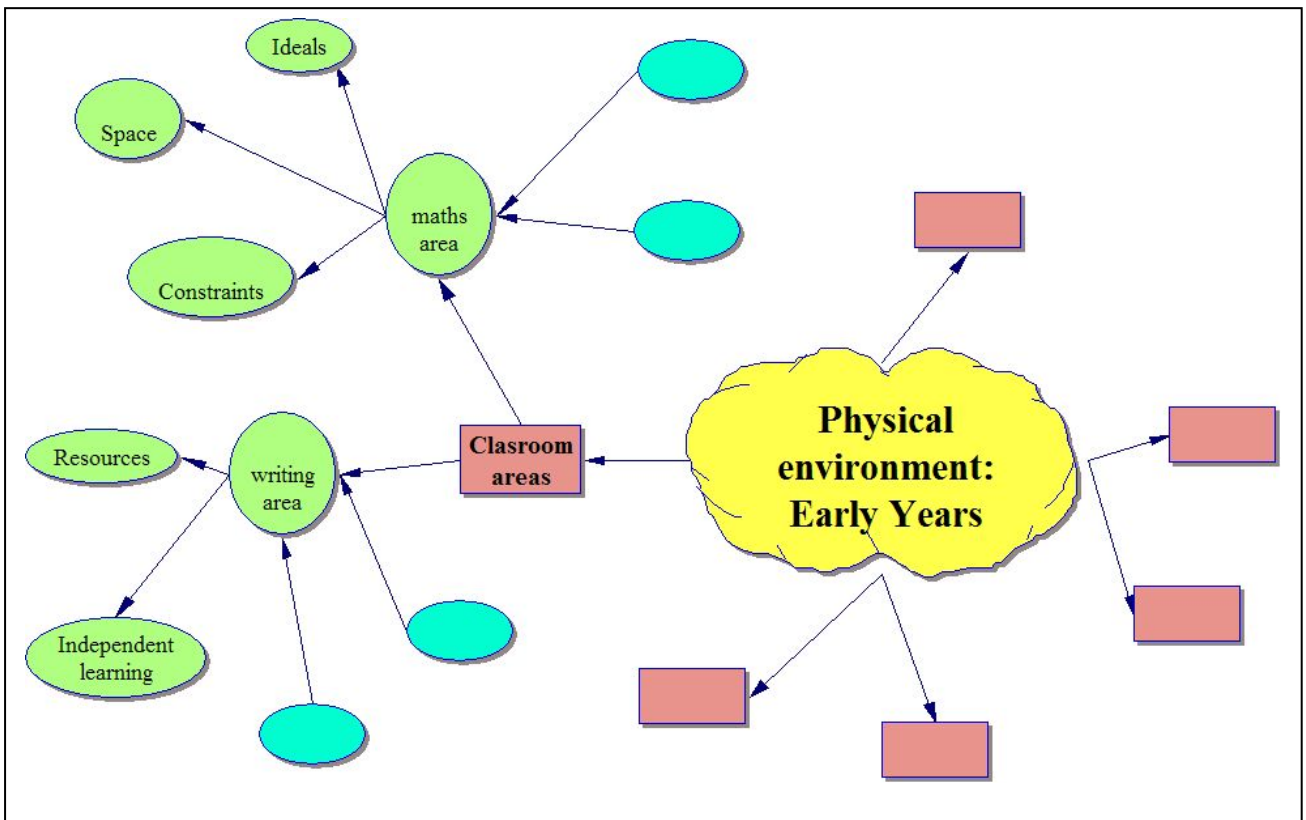 Ideals
Space
maths
area
Constraints
Physical
environment:
Early Years
Clasroom
areas
Resources
writing
area
Independent
learning